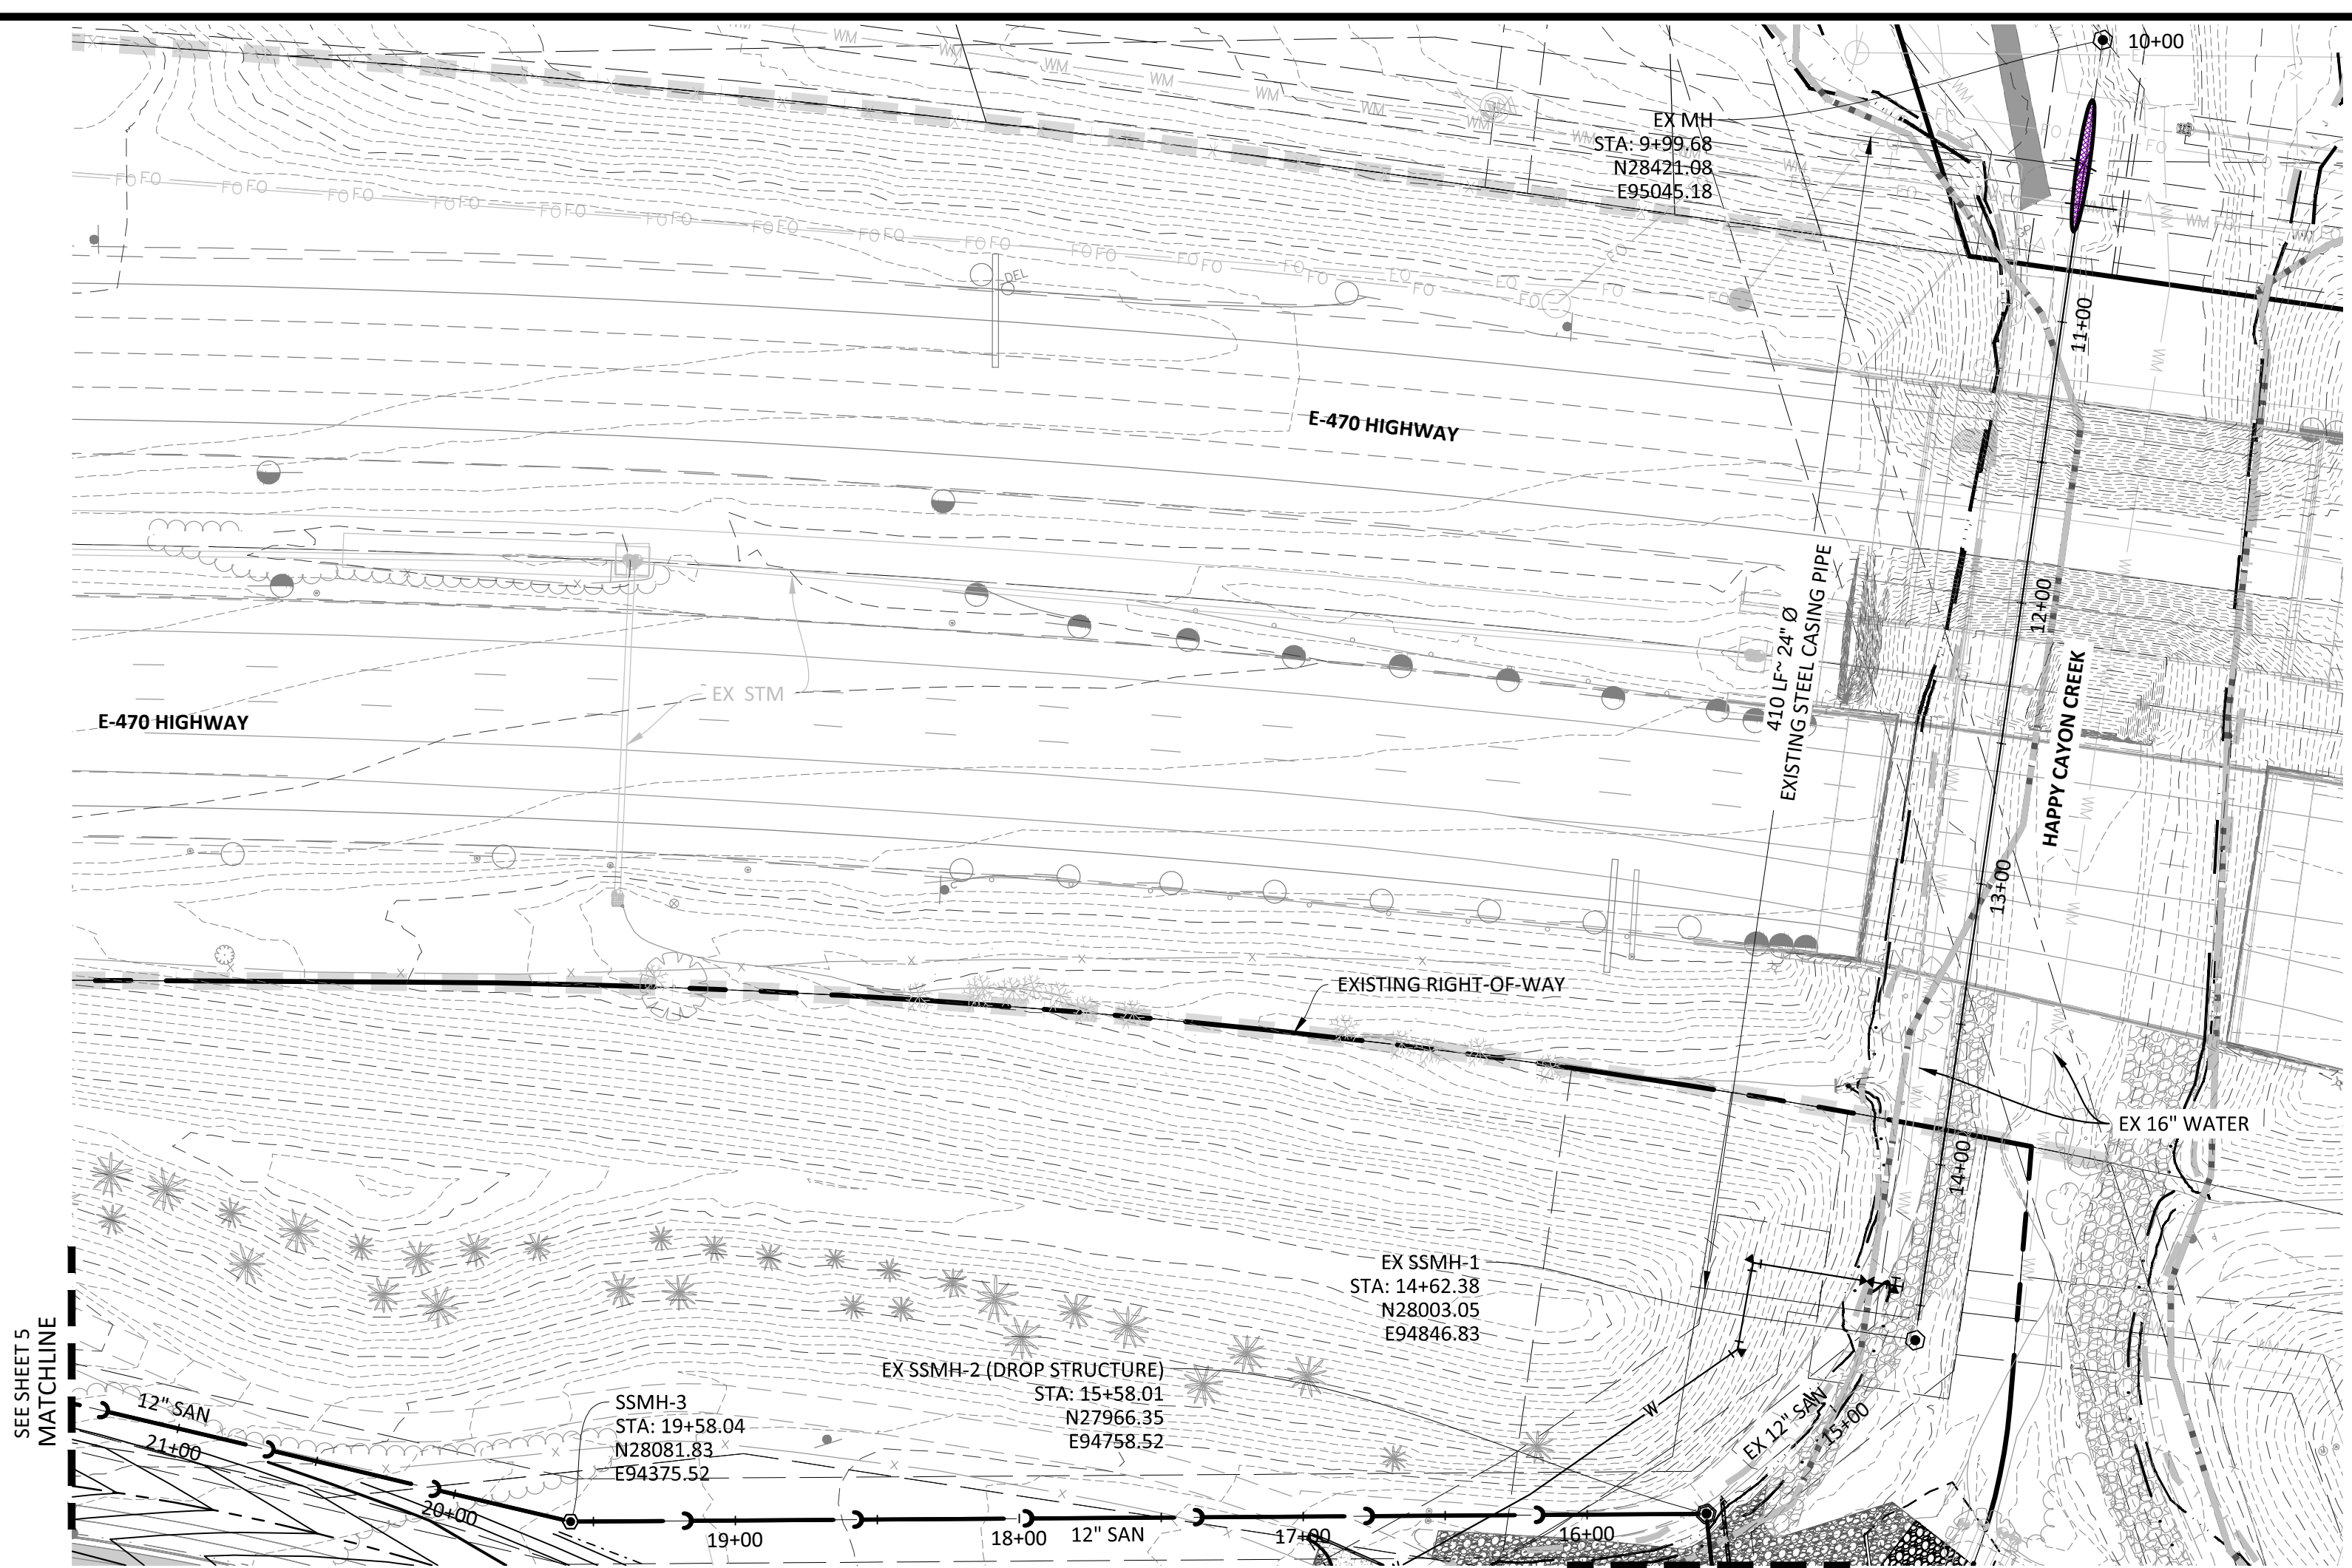 10+00
EX MH
STA: 9+99.68
N28421.08
E95045.18
DEL
11+00
E-470 HIGHWAY
410 LF~ 24" Ø
EXISTING STEEL CASING PIPE
12+00
EX STM
E-470 HIGHWAY
HAPPY CAYON CREEK
13+00
EXISTING RIGHT-OF-WAY
EX 16" WATER
14+00
EX SSMH-1
STA: 14+62.38
N28003.05
E94846.83
EX SSMH-2 (DROP STRUCTURE)
STA: 15+58.01
N27966.35
E94758.52
SSMH-3
STA: 19+58.04
N28081.83
E94375.52
SEE SHEET 5
MATCHLINE
12" SAN
21+00
20+00
19+00
18+00
12" SAN
17+00
16+00
W
EX 12" SAN
15+00